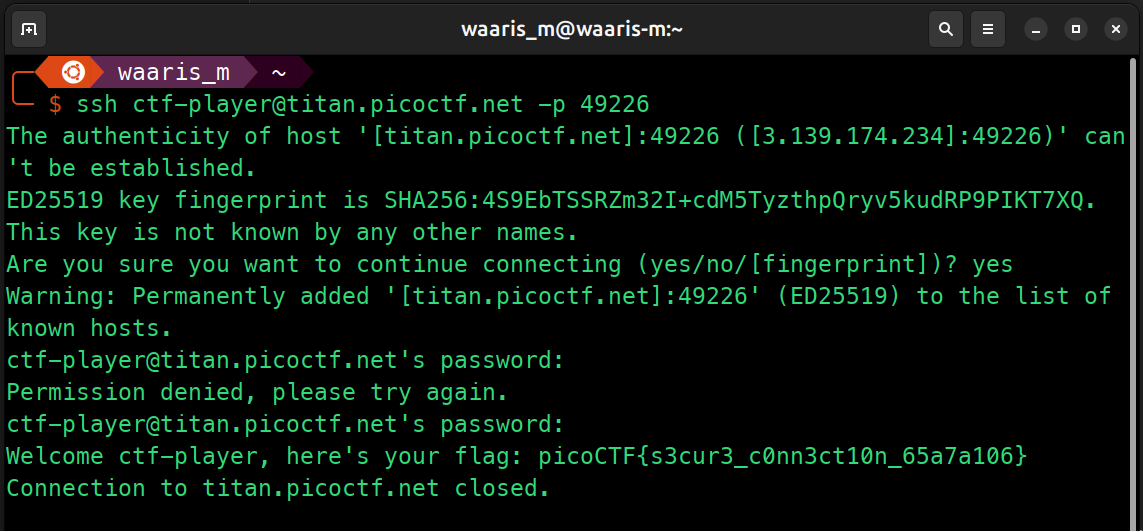 waaris_m@waaris-m:~
waaris_m ~
$ ssh ctf-player@titan.picoctf.net -p 49226
The authenticity of host '[titan.picoctf.net]:49226 ([3.139.174.234]:49226)' can
't be established.
ED25519 key fingerprint is SHA256:4S9EbTSSRZm32I+cdM5TyzthpQryv5kudRP9PIKT7XQ.
This key is not known by any other names.
Are you sure you want to continue connecting (yes/no/[fingerprint])? yes
Warning: Permanently added '[titan.picoctf.net]:49226' (ED25519) to the list of
known hosts.
ctf-player@titan.picoctf.net's password:
Permission denied, please try again.
ctf-player@titan.picoctf.net's password:
Welcome ctf-player, here's your flag: picoCTF{s3cur3_c0nn3ct10n_65a7a106}
Connection to titan.picoctf.net closed.